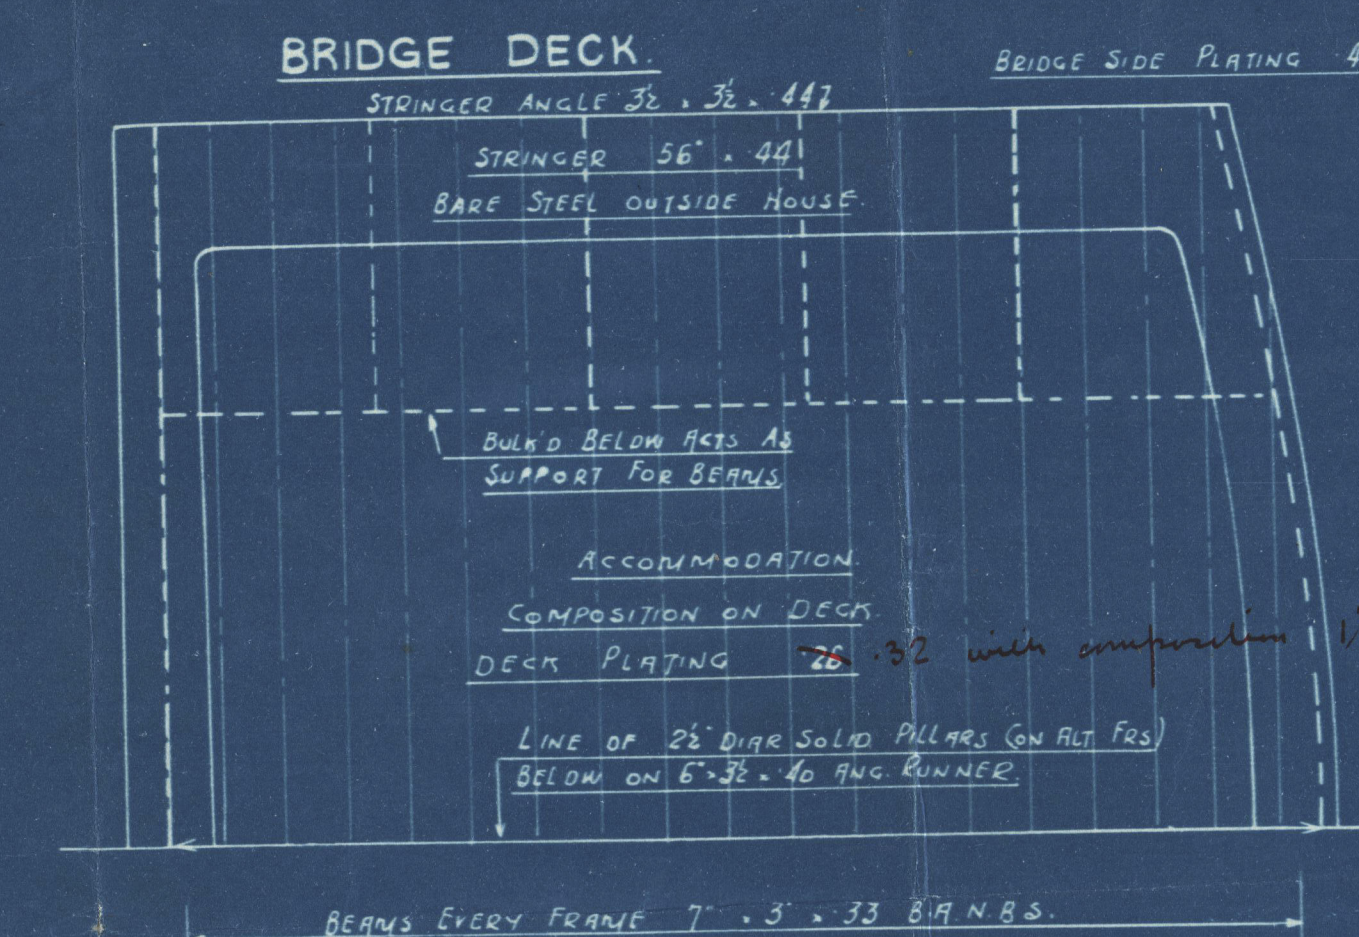 BRIDGE DECK.
BRIDGE SIDE PLATING
STRINGER ANGLE 3½ × 3½ × .44
STRINGER 56" × .44
BARE STEEL OUTSIDE HOUSE.
BULK'D BELOW ACTS AS
SUPPORT FOR BEAMS
ACCOMMODATION.
COMPOSITION ON DECK.
DECK PLATING .32 with composition
LINE OF 2½" DIAR SOLID PILLARS (ON ALT FRS)
BELOW ON 6" × 3½ × .40 ANG. RUNNER.
BEAMS EVERY FRAME 7" × 3" × .33 B.A.N.B.S.